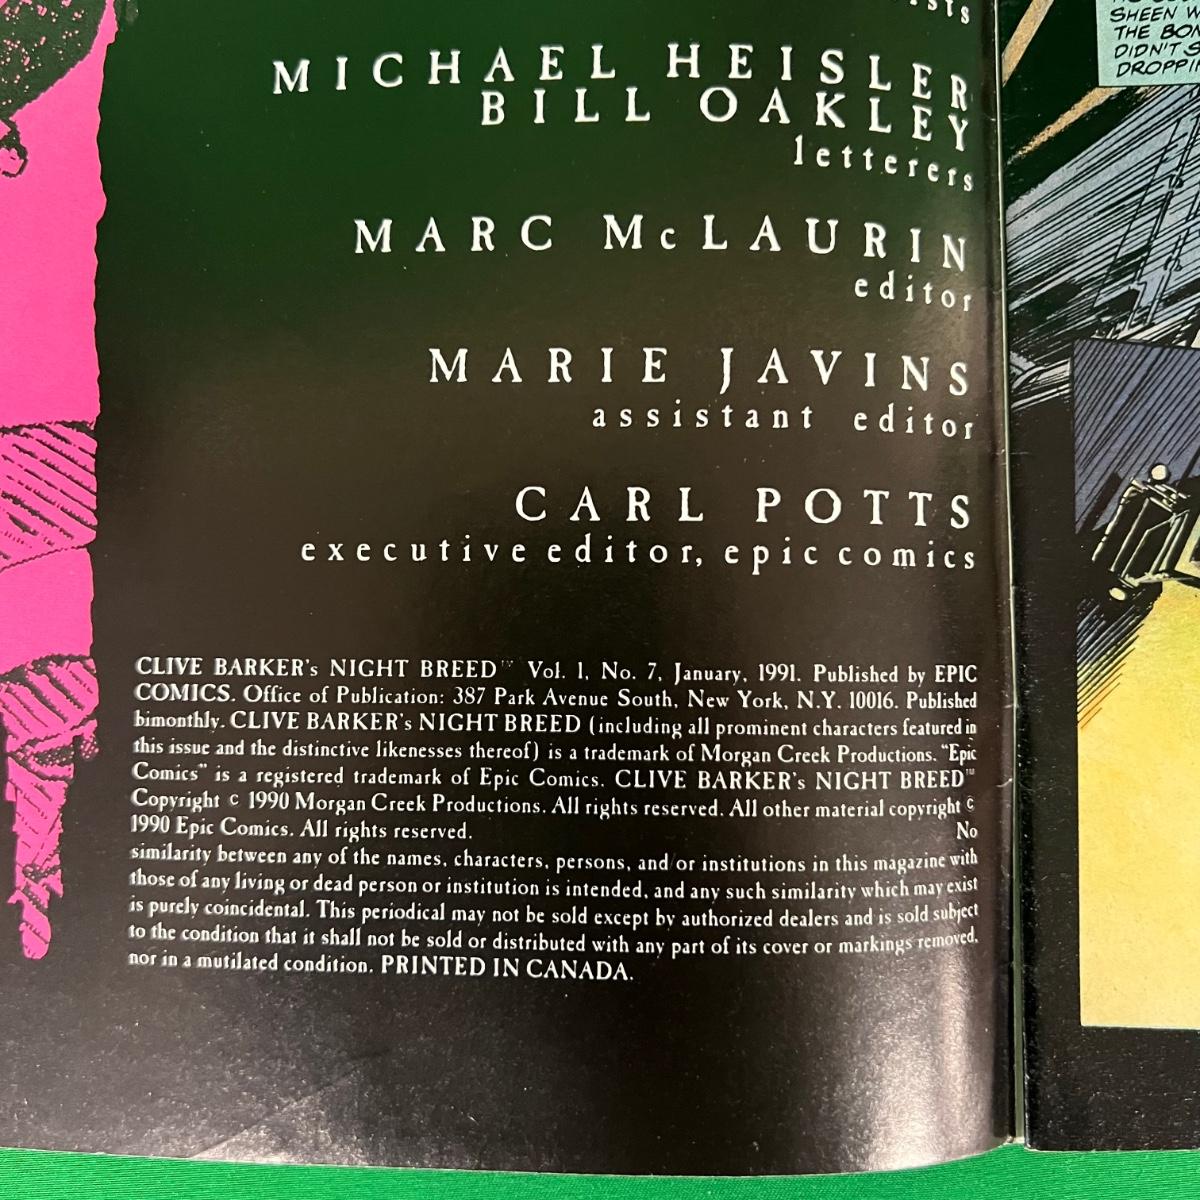 MICHAEL HEISLER
BILL OAKLEY
letterers
MARC McLAURIN
editor
MARIE JAVINS
assistant editor
CARL POTTS
executive editor, epic comics
CLIVE BARKER's NIGHT BREED™ Vol. 1, No. 7, January, 1991. Published by EPIC
COMICS. Office of Publication: 387 Park Avenue South, New York, N.Y. 10016. Published
bimonthly. CLIVE BARKER's NIGHT BREED (including all prominent characters featured in
this issue and the distinctive likenesses thereof) is a trademark of Morgan Creek Productions. "Epic
Comics" is a registered trademark of Epic Comics. CLIVE BARKER's NIGHT BREED™
Copyright © 1990 Morgan Creek Productions. All rights reserved. All other material copyright ©
1990 Epic Comics. All rights reserved. No
similarity between any of the names, characters, persons, and/or institutions in this magazine with
those of any living or dead person or institution is intended, and any such similarity which may exist
is purely coincidental. This periodical may not be sold except by authorized dealers and is sold subject
to the condition that it shall not be sold or distributed with any part of its cover or markings removed,
nor in a mutilated condition. PRINTED IN CANADA.
SHEEN
THE
DIDN'T